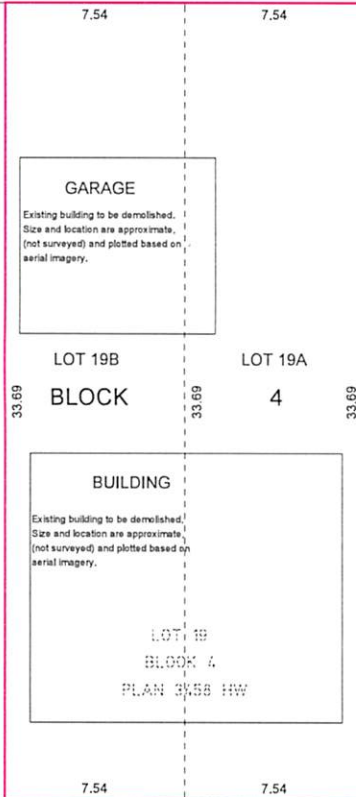 7.54 7.54
GARAGE
Existing building to be demolished.
Size and location are approximate,
(not surveyed) and plotted based on
aerial imagery.
LOT 19B LOT 19A
33.69 BLOCK 33.69 4 33.69
BUILDING
Existing building to be demolished.
Size and location are approximate,
(not surveyed) and plotted based on
aerial imagery.
LOT 19
BLOCK 4
PLAN HW
7.54 7.54